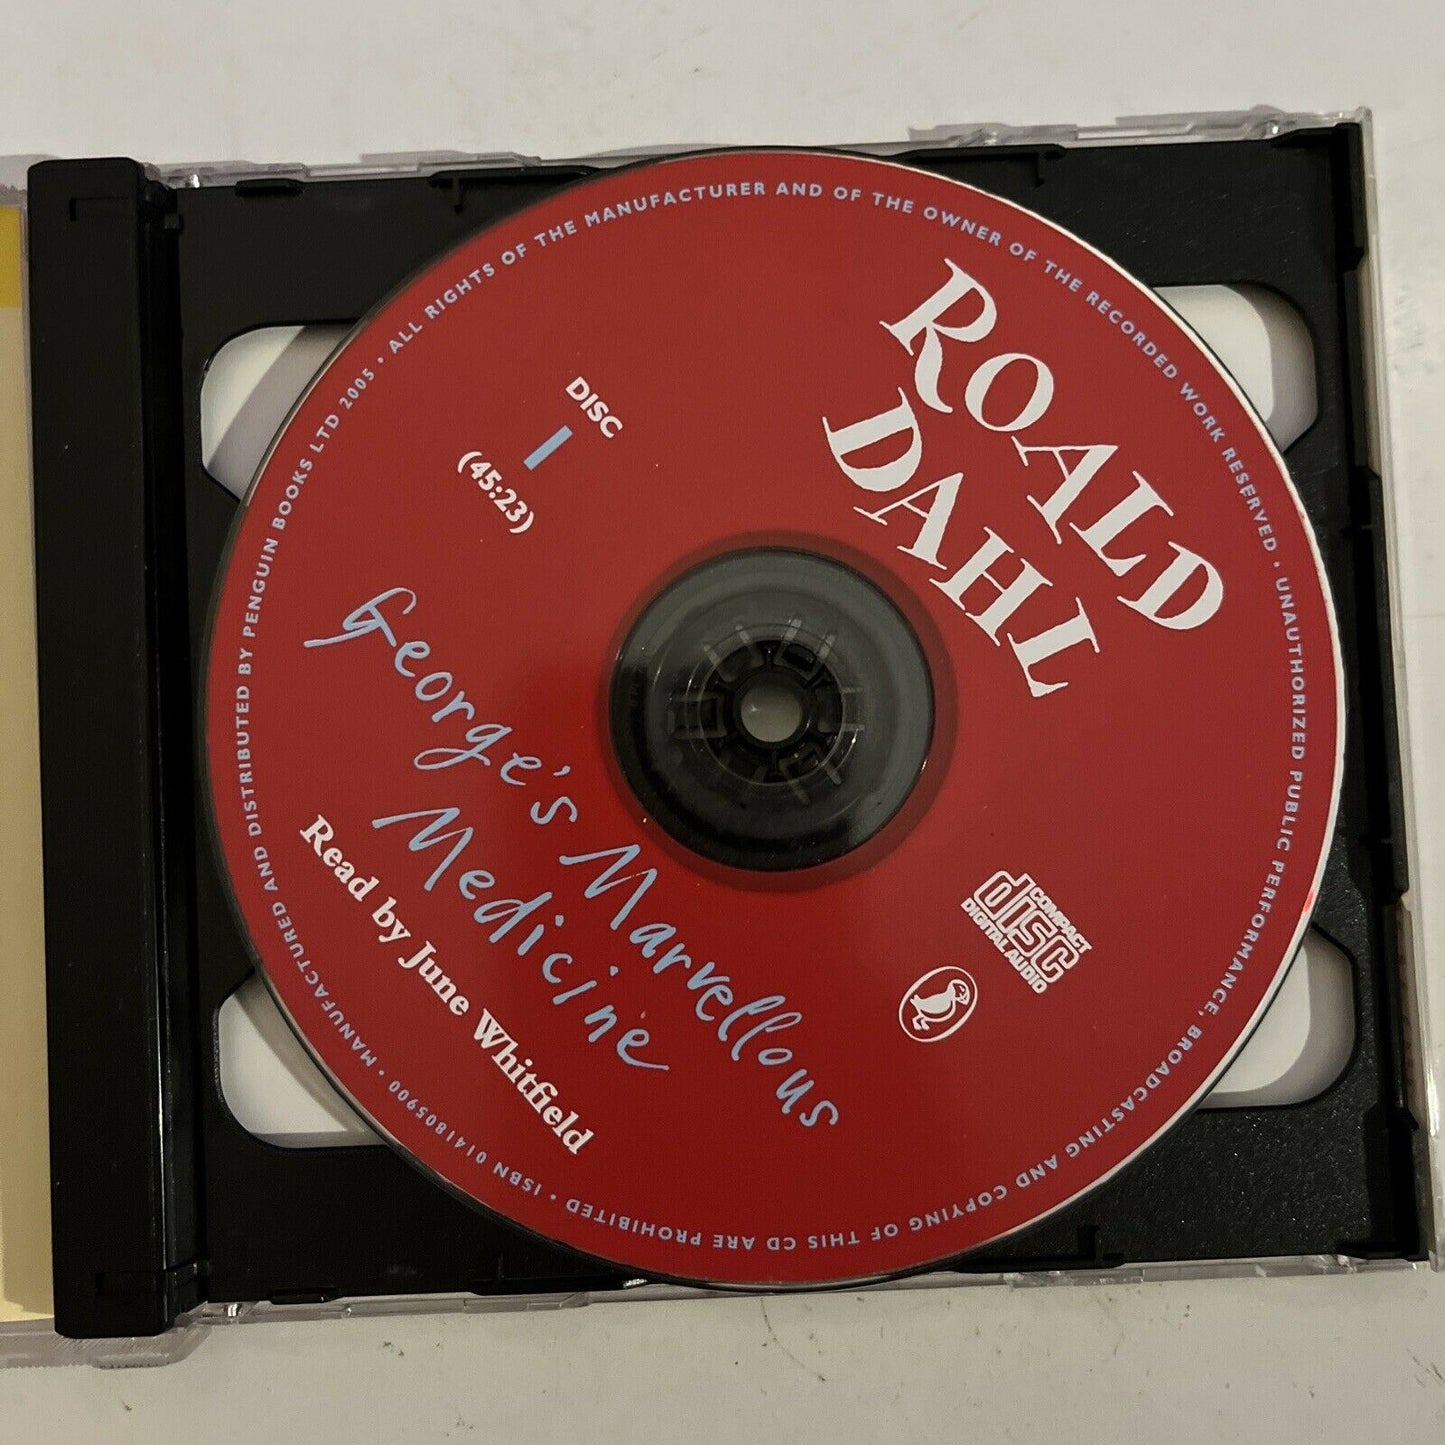 ROALD
DAHL
DISC
1
(45:23)
George's Marvellous
Medicine
Read by June Whitfield
COMPACT
disc
DIGITAL AUDIO
MANUFACTURED AND DISTRIBUTED BY PENGUIN BOOKS LTD 2005 • ALL RIGHTS OF THE MANUFACTURER AND OF THE OWNER OF THE RECORDED WORK RESERVED • UNAUTHORIZED PUBLIC PERFORMANCE, BROADCASTING AND COPYING OF THIS CD ARE PROHIBITED • ISBN 0141805900 •